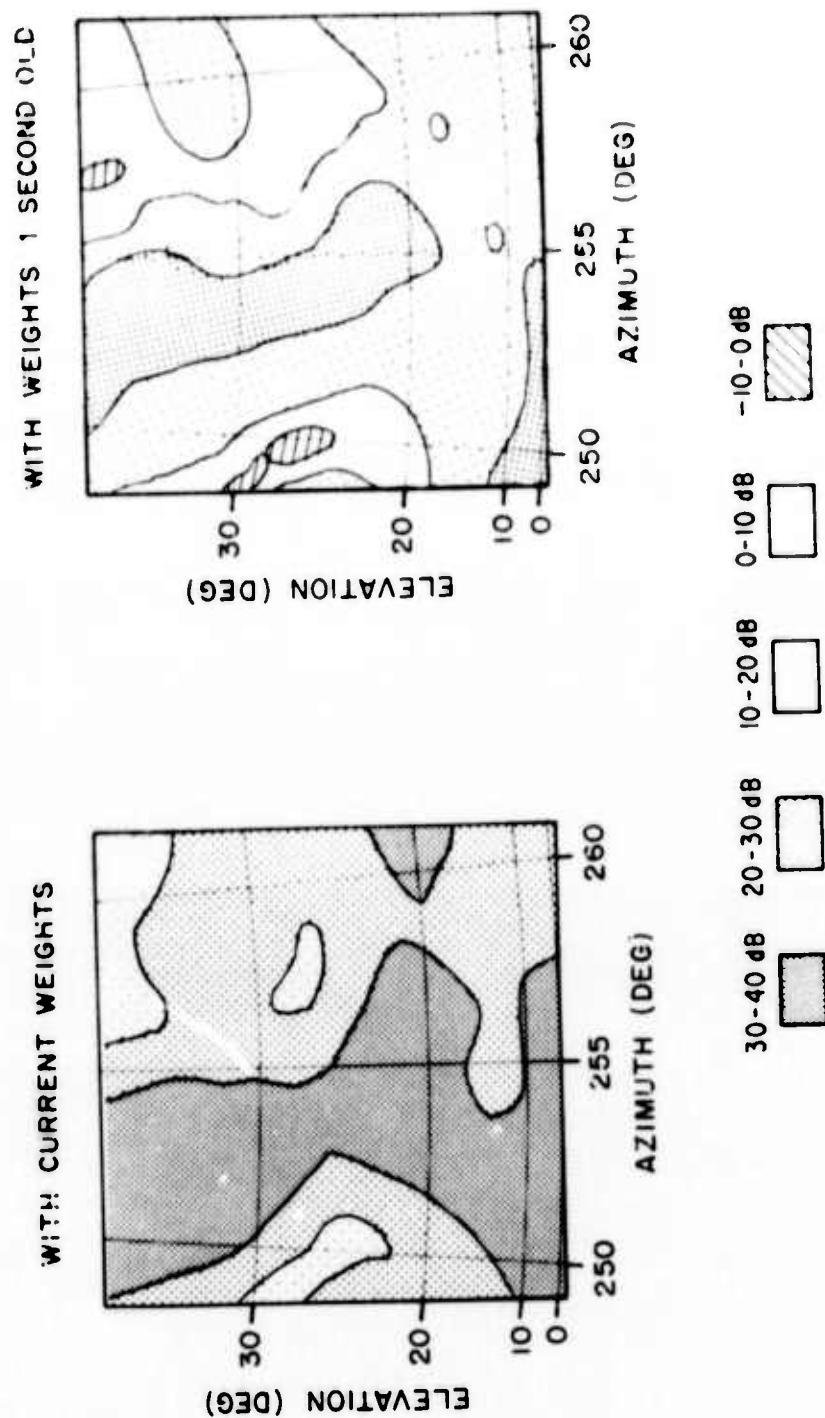 WITH CURRENT WEIGHTS
ELEVATION (DEG)
30
20
10
0
250
255
260
AZIMUTH (DEG)
WITH WEIGHTS 1 SECOND OLD
ELEVATION (DEG)
30
20
10
0
250
255
260
AZIMUTH (DEG)
30-40 dB
20-30 dB
10-20 dB
0-10 dB
-10-0 dB